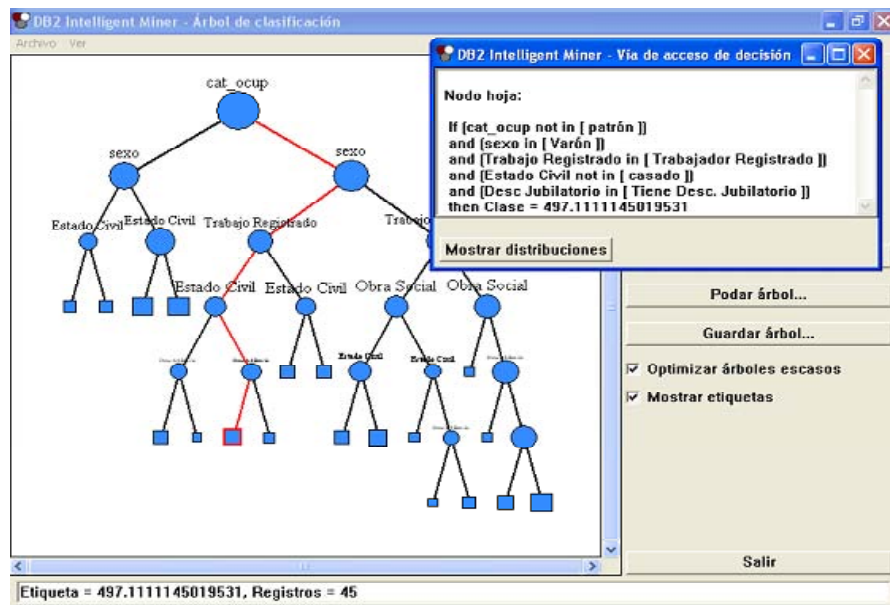 DB2 Intelligent Miner - Árbol de clasificación
Archivo Ver
DB2 Intelligent Miner - Vía de acceso de decisión
Nodo hoja:
If [cat_ocup not in [ patrón ]]
and [sexo in [ Varón ]]
and [Trabajo Registrado in [ Trabajador Registrado ]]
and [Estado Civil not in [ casado ]]
and [Desc Jubilatorio in [ Tiene Desc. Jubilatorio ]]
then Clase = 497.1111145019531
Mostrar distribuciones
cat_ocup
sexo
sexo
Estado Civil
Estado Civil
Trabajo Registrado
Trabajo
Estado Civil
Estado Civil
Obra Social
Obra Social
Estado Civil
Estado Civil
Podar árbol...
Guardar árbol...
Optimizar árboles escasos
Mostrar etiquetas
Salir
Etiqueta = 497.1111145019531, Registros = 45